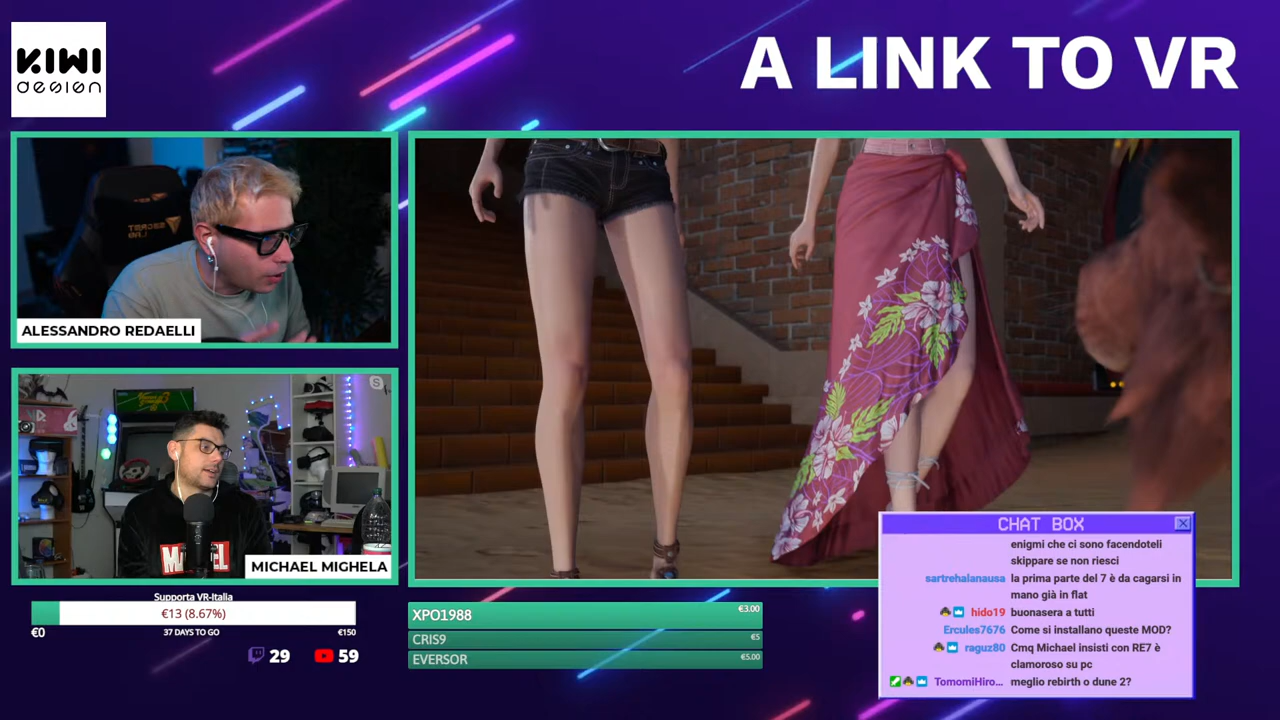 KIWI
design
A LINK TO VR
ALESSANDRO REDAELLI
MICHAEL MIGHELA
Supporta VR-Italia
€13 (8.67%)
€0
37 DAYS TO GO
€150
29
59
XPO1988
€3.00
CRIS9
€5
EVERSOR
€5.00
CHAT BOX
enigmi che ci sono facendoteli
skippare se non riesci
sartrehalanausa la prima parte del 7 è da cagarsi in
mano già in flat
hido19 buonasera a tutti
Ercules7676 Come si installano queste MOD?
raguz80 Cmq Michael insisti con RE7 è
clamoroso su pc
TomomiHiro... meglio rebirth o dune 2?